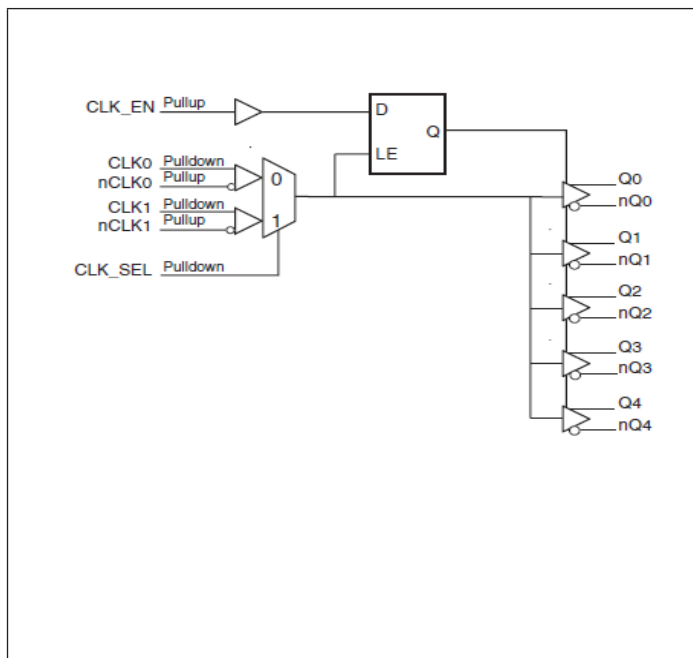 CLK_EN Pullup
D
Q
LE
CLK0 Pulldown
nCLK0 Pullup
0
CLK1 Pulldown
nCLK1 Pullup
1
CLK_SEL Pulldown
Q0
nQ0
Q1
nQ1
Q2
nQ2
Q3
nQ3
Q4
nQ4